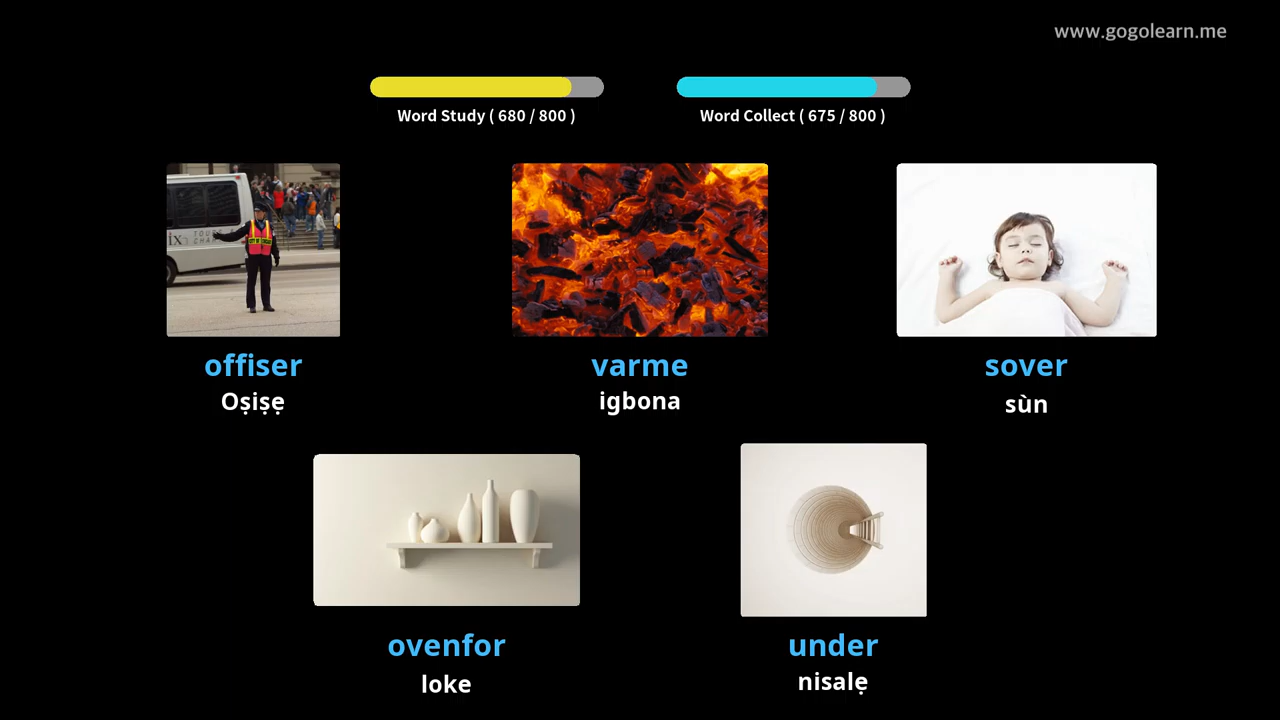 www.gogolearn.me
Word Study ( 680 / 800 )
Word Collect ( 675 / 800 )
offiser
Oṣiṣẹ
varme
igbona
sover
sùn
ovenfor
loke
under
nisalẹ